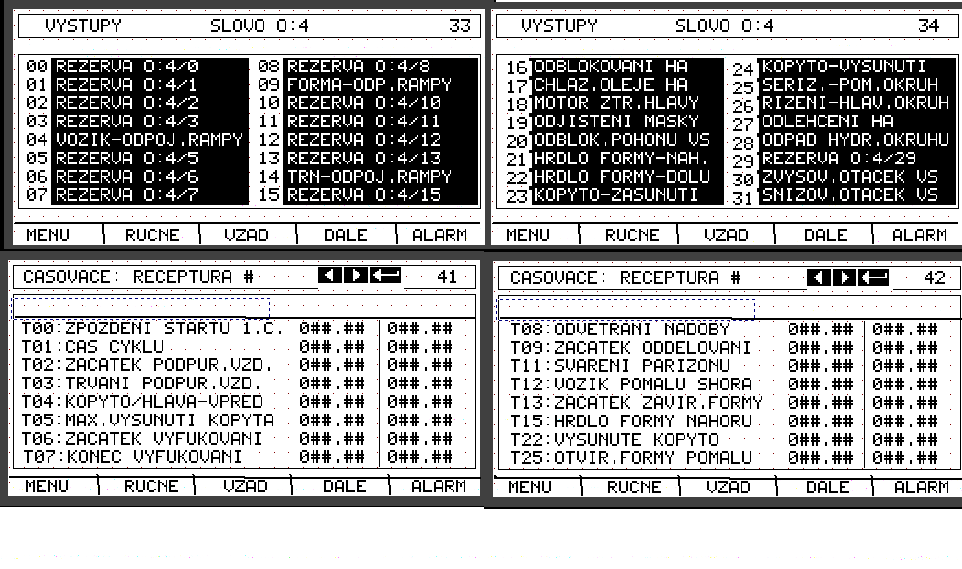 VYSTUPY SLOVO O:4 33
00 REZERVA O:4/0 08 REZERVA O:4/8
01 REZERVA O:4/1 09 FORMA-ODP.RAMPY
02 REZERVA O:4/2 10 REZERVA O:4/10
03 REZERVA O:4/3 11 REZERVA O:4/11
04 VOZIK-ODPOJ.RAMPY 12 REZERVA O:4/12
05 REZERVA O:4/5 13 REZERVA O:4/13
06 REZERVA O:4/6 14 TRN-ODPOJ.RAMPY
07 REZERVA O:4/7 15 REZERVA O:4/15
MENU RUCNE VZAD DALE ALARM
VYSTUPY SLOVO O:4 34
16 ODBLOKOVANI HA 24 KOPYTO-VYSUNUTI
17 CHLAZ.OLEJE HA 25 SERIZ.-POM.OKRUH
18 MOTOR ZTR.HLAVY 26 RIZENI-HLAV.OKRUH
19 ODJISTENI MASKY 27 ODLEHCENI HA
20 ODBLOK.POHONU VS 28 ODPAD HYDR.OKRUHU
21 HRDLO FORMY-NAH. 29 REZERVA O:4/29
22 HRDLO FORMY-DOLU 30 ZVYSOV.OTACEK VS
23 KOPYTO-ZASUNUTI 31 SNIZOV.OTACEK VS
MENU RUCNE VZAD DALE ALARM
CASOVACE: RECEPTURA # 41
T00:ZPOZDENI STARTU 1.C. 0##.## 0##.##
T01:CAS CYKLU 0##.## 0##.##
T02:ZACATEK PODPUR.VZD. 0##.## 0##.##
T03:TRVANI PODPUR.VZD. 0##.## 0##.##
T04:KOPYTO/HLAVA-VPRED 0##.## 0##.##
T05:MAX.VYSUNUTI KOPYTA 0##.## 0##.##
T06:ZACATEK VYFUKOVANI 0##.## 0##.##
T07:KONEC VYFUKOVANI 0##.## 0##.##
MENU RUCNE VZAD DALE ALARM
CASOVACE: RECEPTURA # 42
T08:ODVETRANI NADOBY 0##.## 0##.##
T09:ZACATEK ODDELOVANI 0##.## 0##.##
T11:SVARENI PARIZONU 0##.## 0##.##
T12:VOZIK POMALU SHORA 0##.## 0##.##
T13:ZACATEK ZAVIR.FORMY 0##.## 0##.##
T15:HRDLO FORMY NAHORU 0##.## 0##.##
T22:VYSUNUTE KOPYTO 0##.## 0##.##
T25:OTVIR.FORMY POMALU 0##.## 0##.##
MENU RUCNE VZAD DALE ALARM